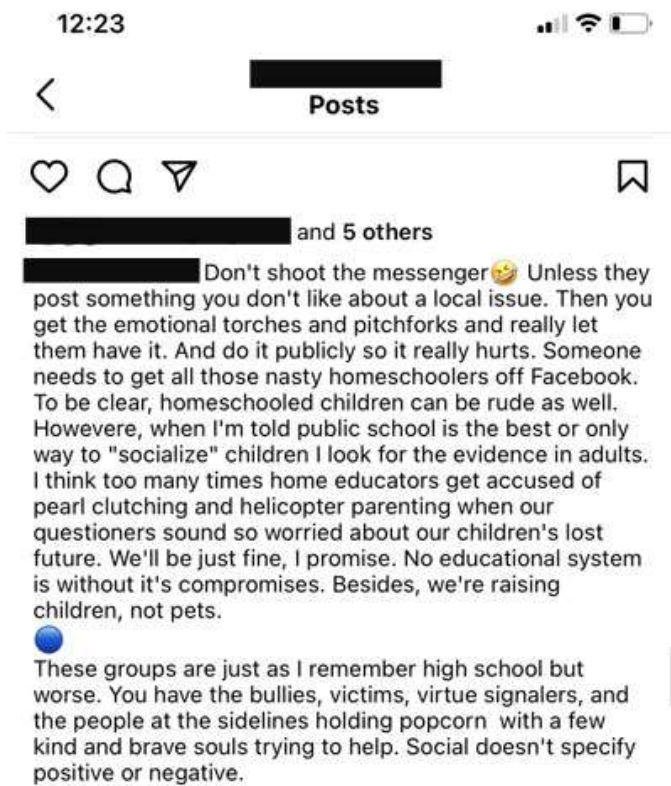 12:23
Posts
and 5 others
Don't shoot the messenger🤣 Unless they
post something you don't like about a local issue. Then you
get the emotional torches and pitchforks and really let
them have it. And do it publicly so it really hurts. Someone
needs to get all those nasty homeschoolers off Facebook.
To be clear, homeschooled children can be rude as well.
Howevere, when I'm told public school is the best or only
way to "socialize" children I look for the evidence in adults.
I think too many times home educators get accused of
pearl clutching and helicopter parenting when our
questioners sound so worried about our children's lost
future. We'll be just fine, I promise. No educational system
is without it's compromises. Besides, we're raising
children, not pets.
🔵
These groups are just as I remember high school but
worse. You have the bullies, victims, virtue signalers, and
the people at the sidelines holding popcorn  with a few
kind and brave souls trying to help. Social doesn't specify
positive or negative.